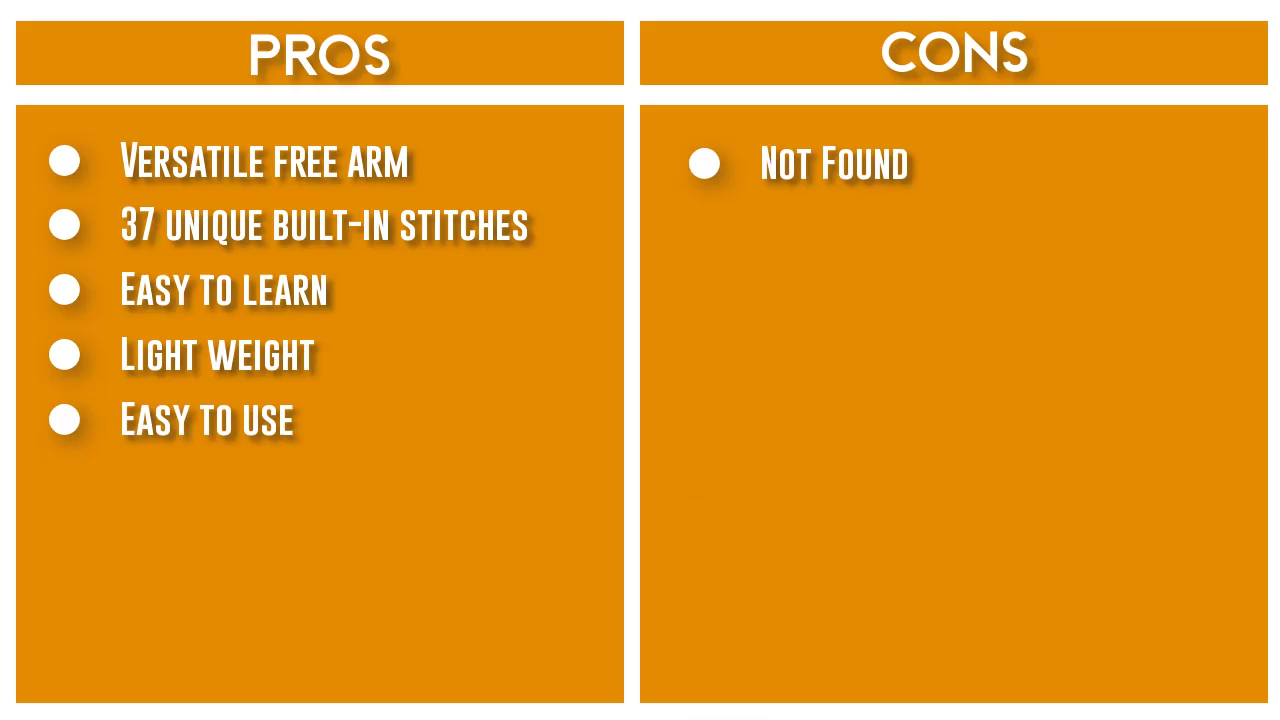 PROS
Versatile free arm
37 unique built-in stitches
Easy to learn
Light weight
Easy to use
CONS
Not Found